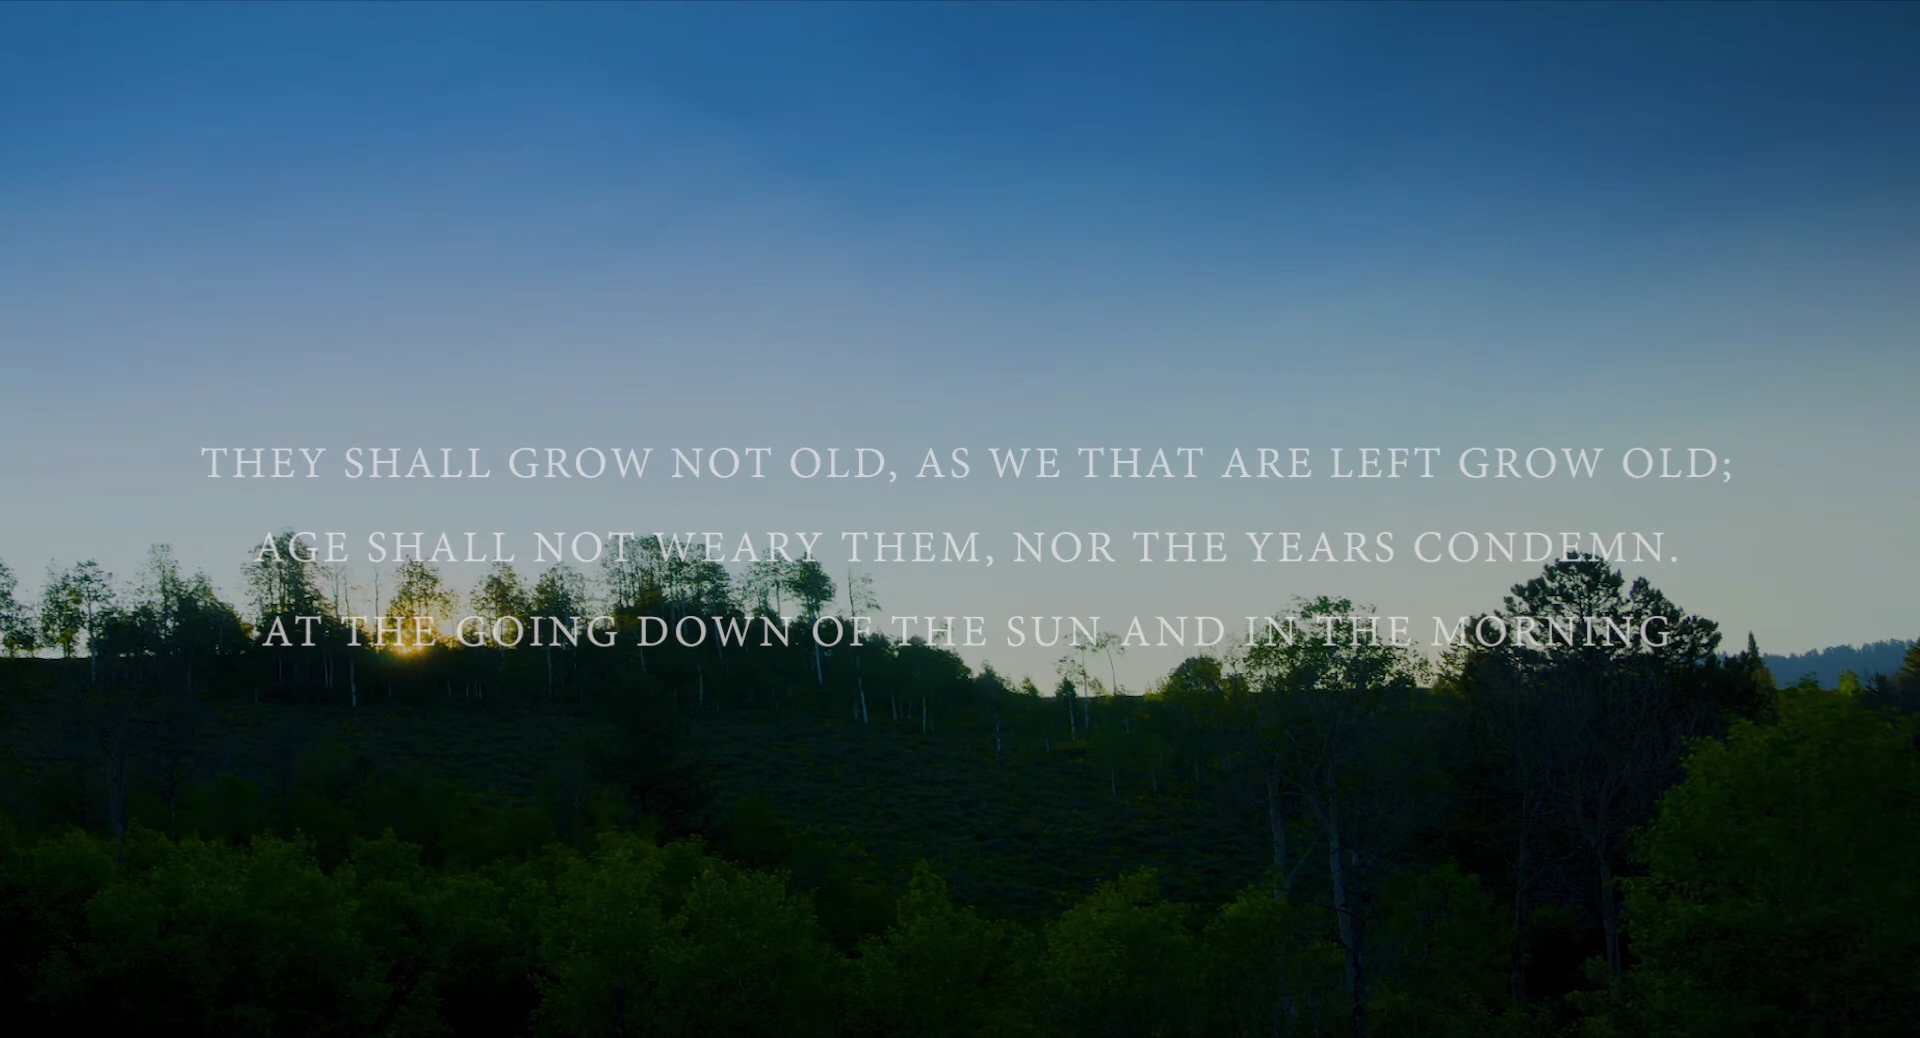 THEY SHALL GROW NOT OLD, AS WE THAT ARE LEFT GROW OLD;
AGE SHALL NOT WEARY THEM, NOR THE YEARS CONDEMN.
AT THE GOING DOWN OF THE SUN AND IN THE MORNING